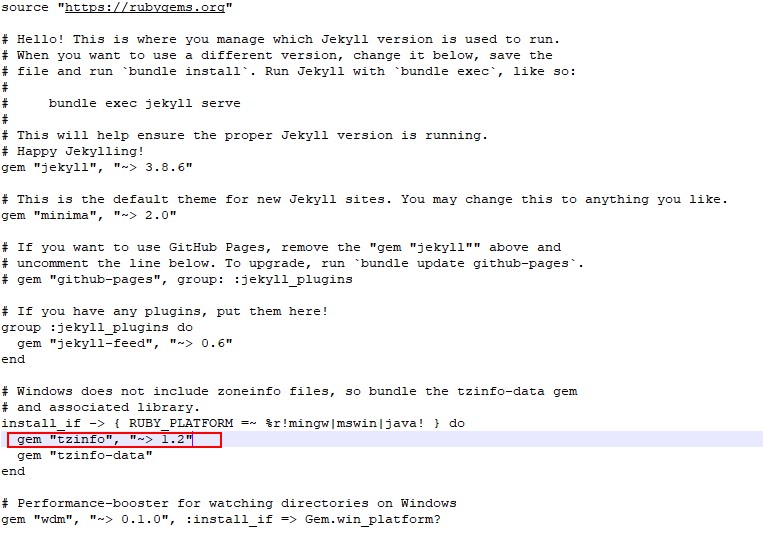 source "https://rubygems.org"
# Hello! This is where you manage which Jekyll version is used to run.
# When you want to use a different version, change it below, save the
# file and run `bundle install`. Run Jekyll with `bundle exec`, like so:
#
#     bundle exec jekyll serve
#
# This will help ensure the proper Jekyll version is running.
# Happy Jekylling!
gem "jekyll", "~> 3.8.6"
# This is the default theme for new Jekyll sites. You may change this to anything you like.
gem "minima", "~> 2.0"
# If you want to use GitHub Pages, remove the "gem "jekyll"" above and
# uncomment the line below. To upgrade, run `bundle update github-pages`.
# gem "github-pages", group: :jekyll_plugins
# If you have any plugins, put them here!
group :jekyll_plugins do
  gem "jekyll-feed", "~> 0.6"
end
# Windows does not include zoneinfo files, so bundle the tzinfo-data gem
# and associated library.
install_if -> { RUBY_PLATFORM =~ %r!mingw|mswin|java! } do
  gem "tzinfo", "~> 1.2"
  gem "tzinfo-data"
end
# Performance-booster for watching directories on Windows
gem "wdm", "~> 0.1.0", :install_if => Gem.win_platform?